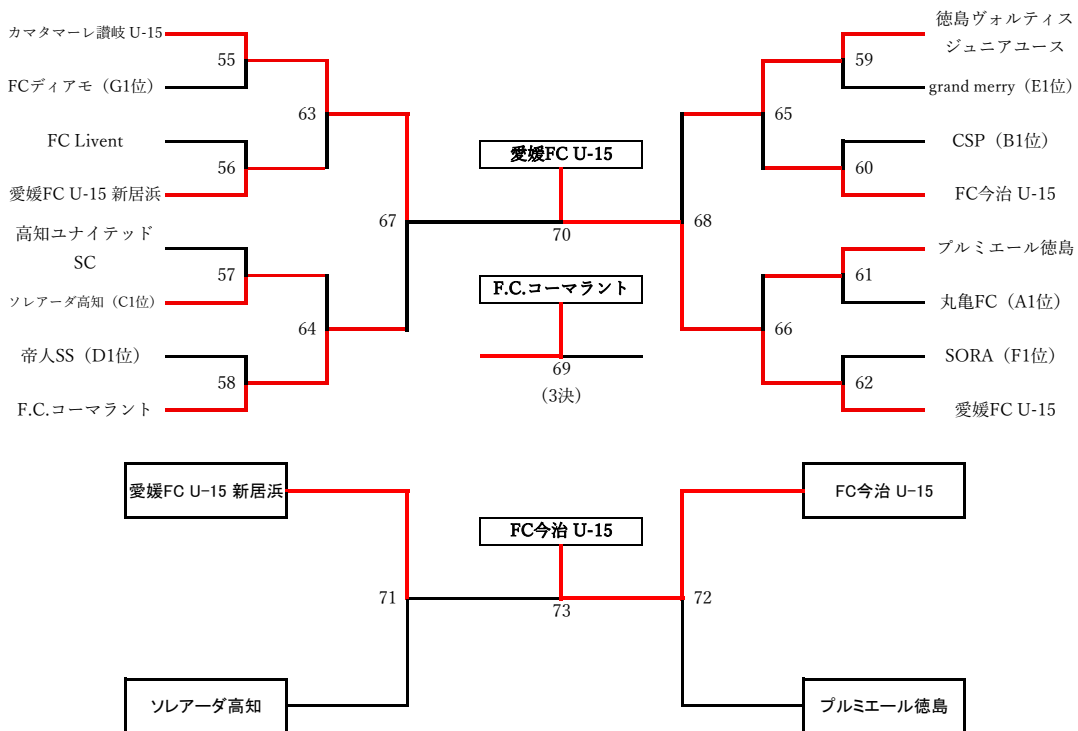 カマタマーレ讃岐 U-15
55
FCディアモ（G1位）
63
FC Livent
56
愛媛FC U-15 新居浜
67
高知ユナイテッド
SC
57
ソレアーダ高知（C1位）
64
帝人SS（D1位）
58
F.C.コーマラント
愛媛FC U-15
70
F.C.コーマラント
69
（3決）
徳島ヴォルティス
ジュニアユース
59
grand merry（E1位）
65
CSP（B1位）
60
FC今治 U-15
68
プルミエール徳島
61
丸亀FC（A1位）
66
SORA（F1位）
62
愛媛FC U-15
愛媛FC U-15 新居浜
FC今治 U-15
FC今治 U-15
71
73
72
ソレアーダ高知
プルミエール徳島